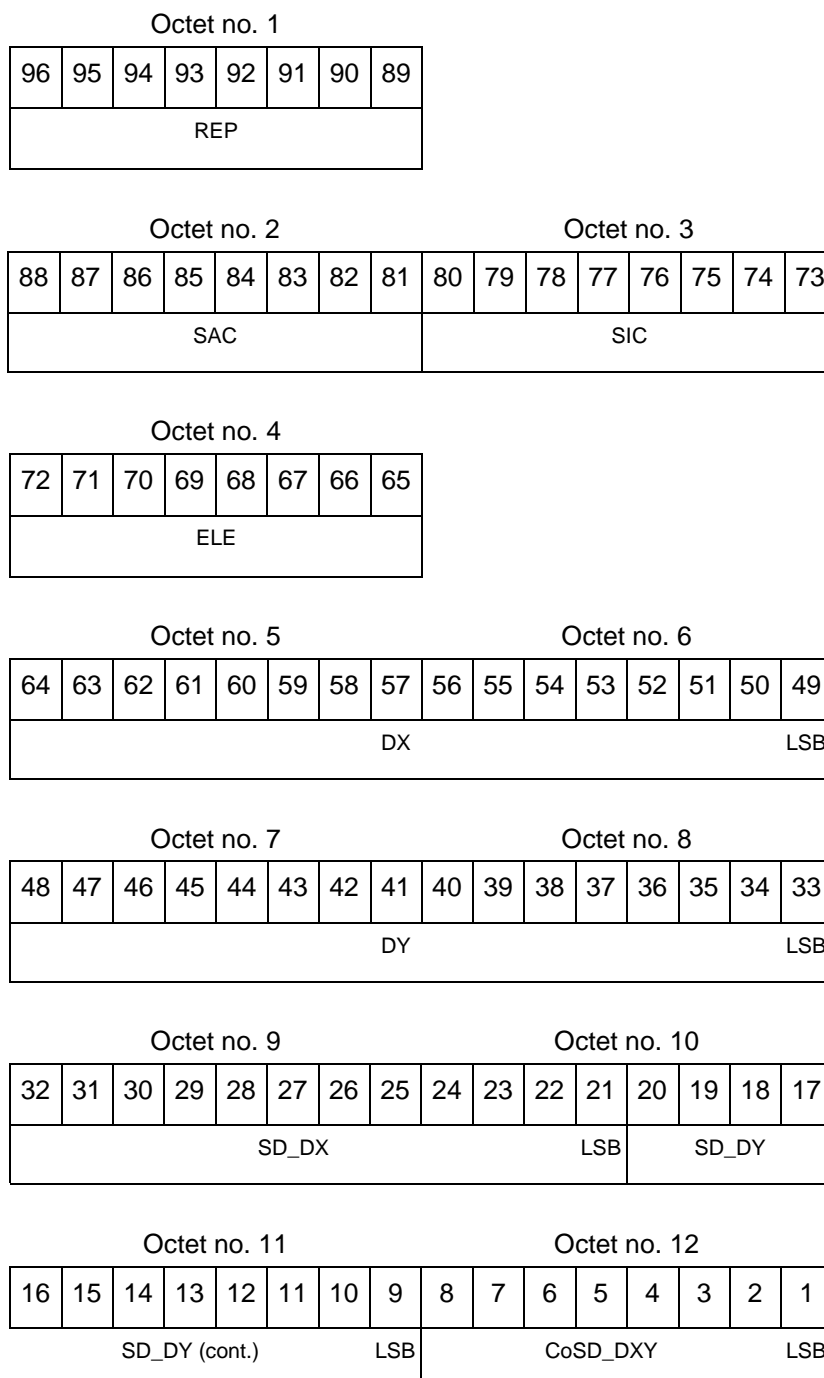 Octet no. 1
96 95 94 93 92 91 90 89
REP
Octet no. 2 Octet no. 3
88 87 86 85 84 83 82 81 80 79 78 77 76 75 74 73
SAC SIC
Octet no. 4
72 71 70 69 68 67 66 65
ELE
Octet no. 5 Octet no. 6
64 63 62 61 60 59 58 57 56 55 54 53 52 51 50 49
DX LSB
Octet no. 7 Octet no. 8
48 47 46 45 44 43 42 41 40 39 38 37 36 35 34 33
DY LSB
Octet no. 9 Octet no. 10
32 31 30 29 28 27 26 25 24 23 22 21 20 19 18 17
SD_DX LSB SD_DY
Octet no. 11 Octet no. 12
16 15 14 13 12 11 10 9 8 7 6 5 4 3 2 1
SD_DY (cont.) LSB CoSD_DXY LSB